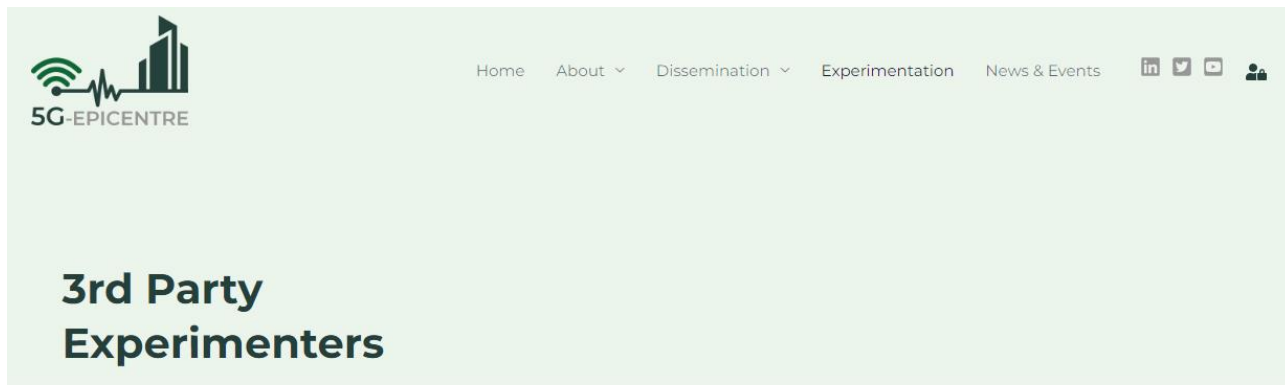 5G-EPICENTRE
Home About Dissemination Experimentation News & Events
3rd Party
Experimenters